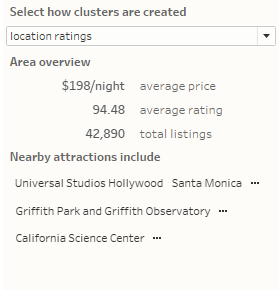 Select how clusters are created
location ratings
Area overview
$198/night average price
94.48 average rating
42,890 total listings
Nearby attractions include
Universal Studios Hollywood Santa Monica ...
Griffith Park and Griffith Observatory ...
California Science Center ...